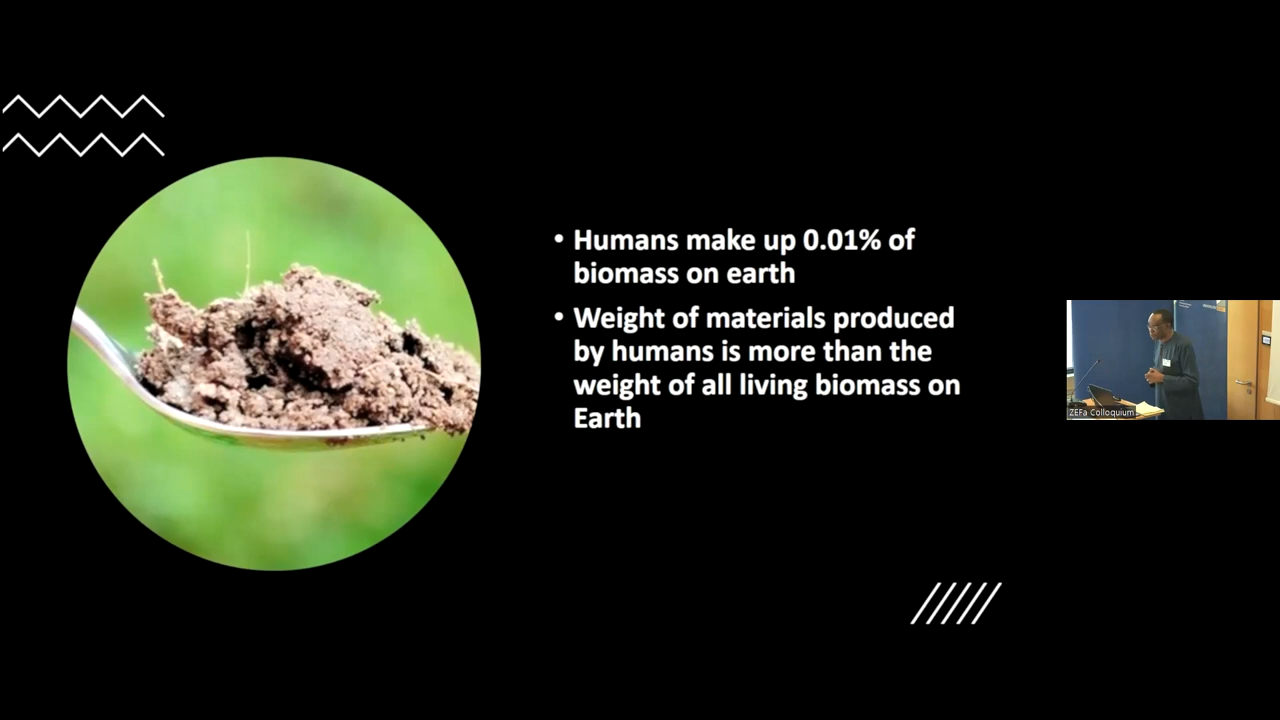 • Humans make up 0.01% of
biomass on earth
• Weight of materials produced
by humans is more than the
weight of all living biomass on
Earth
ZEFa Colloquium